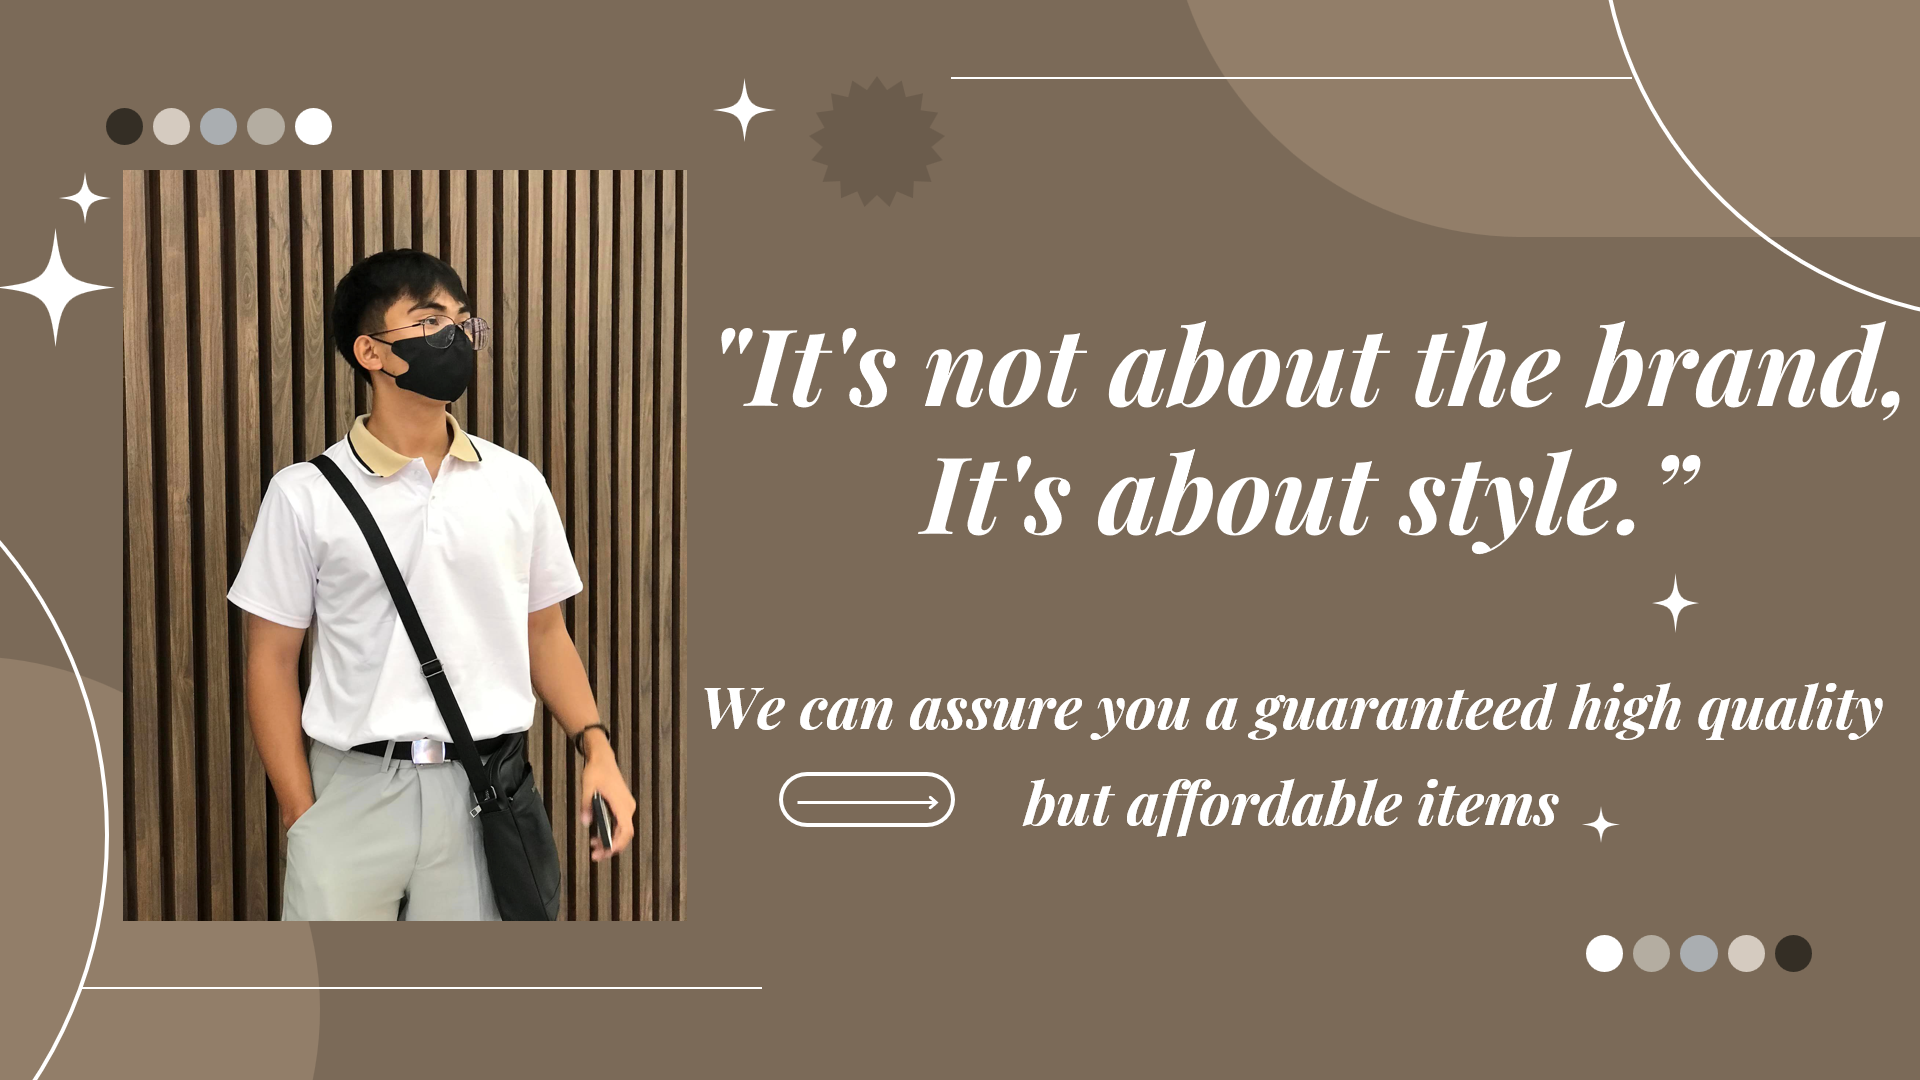 "It's not about the brand,
It's about style.”
We can assure you a guaranteed high quality
but affordable items